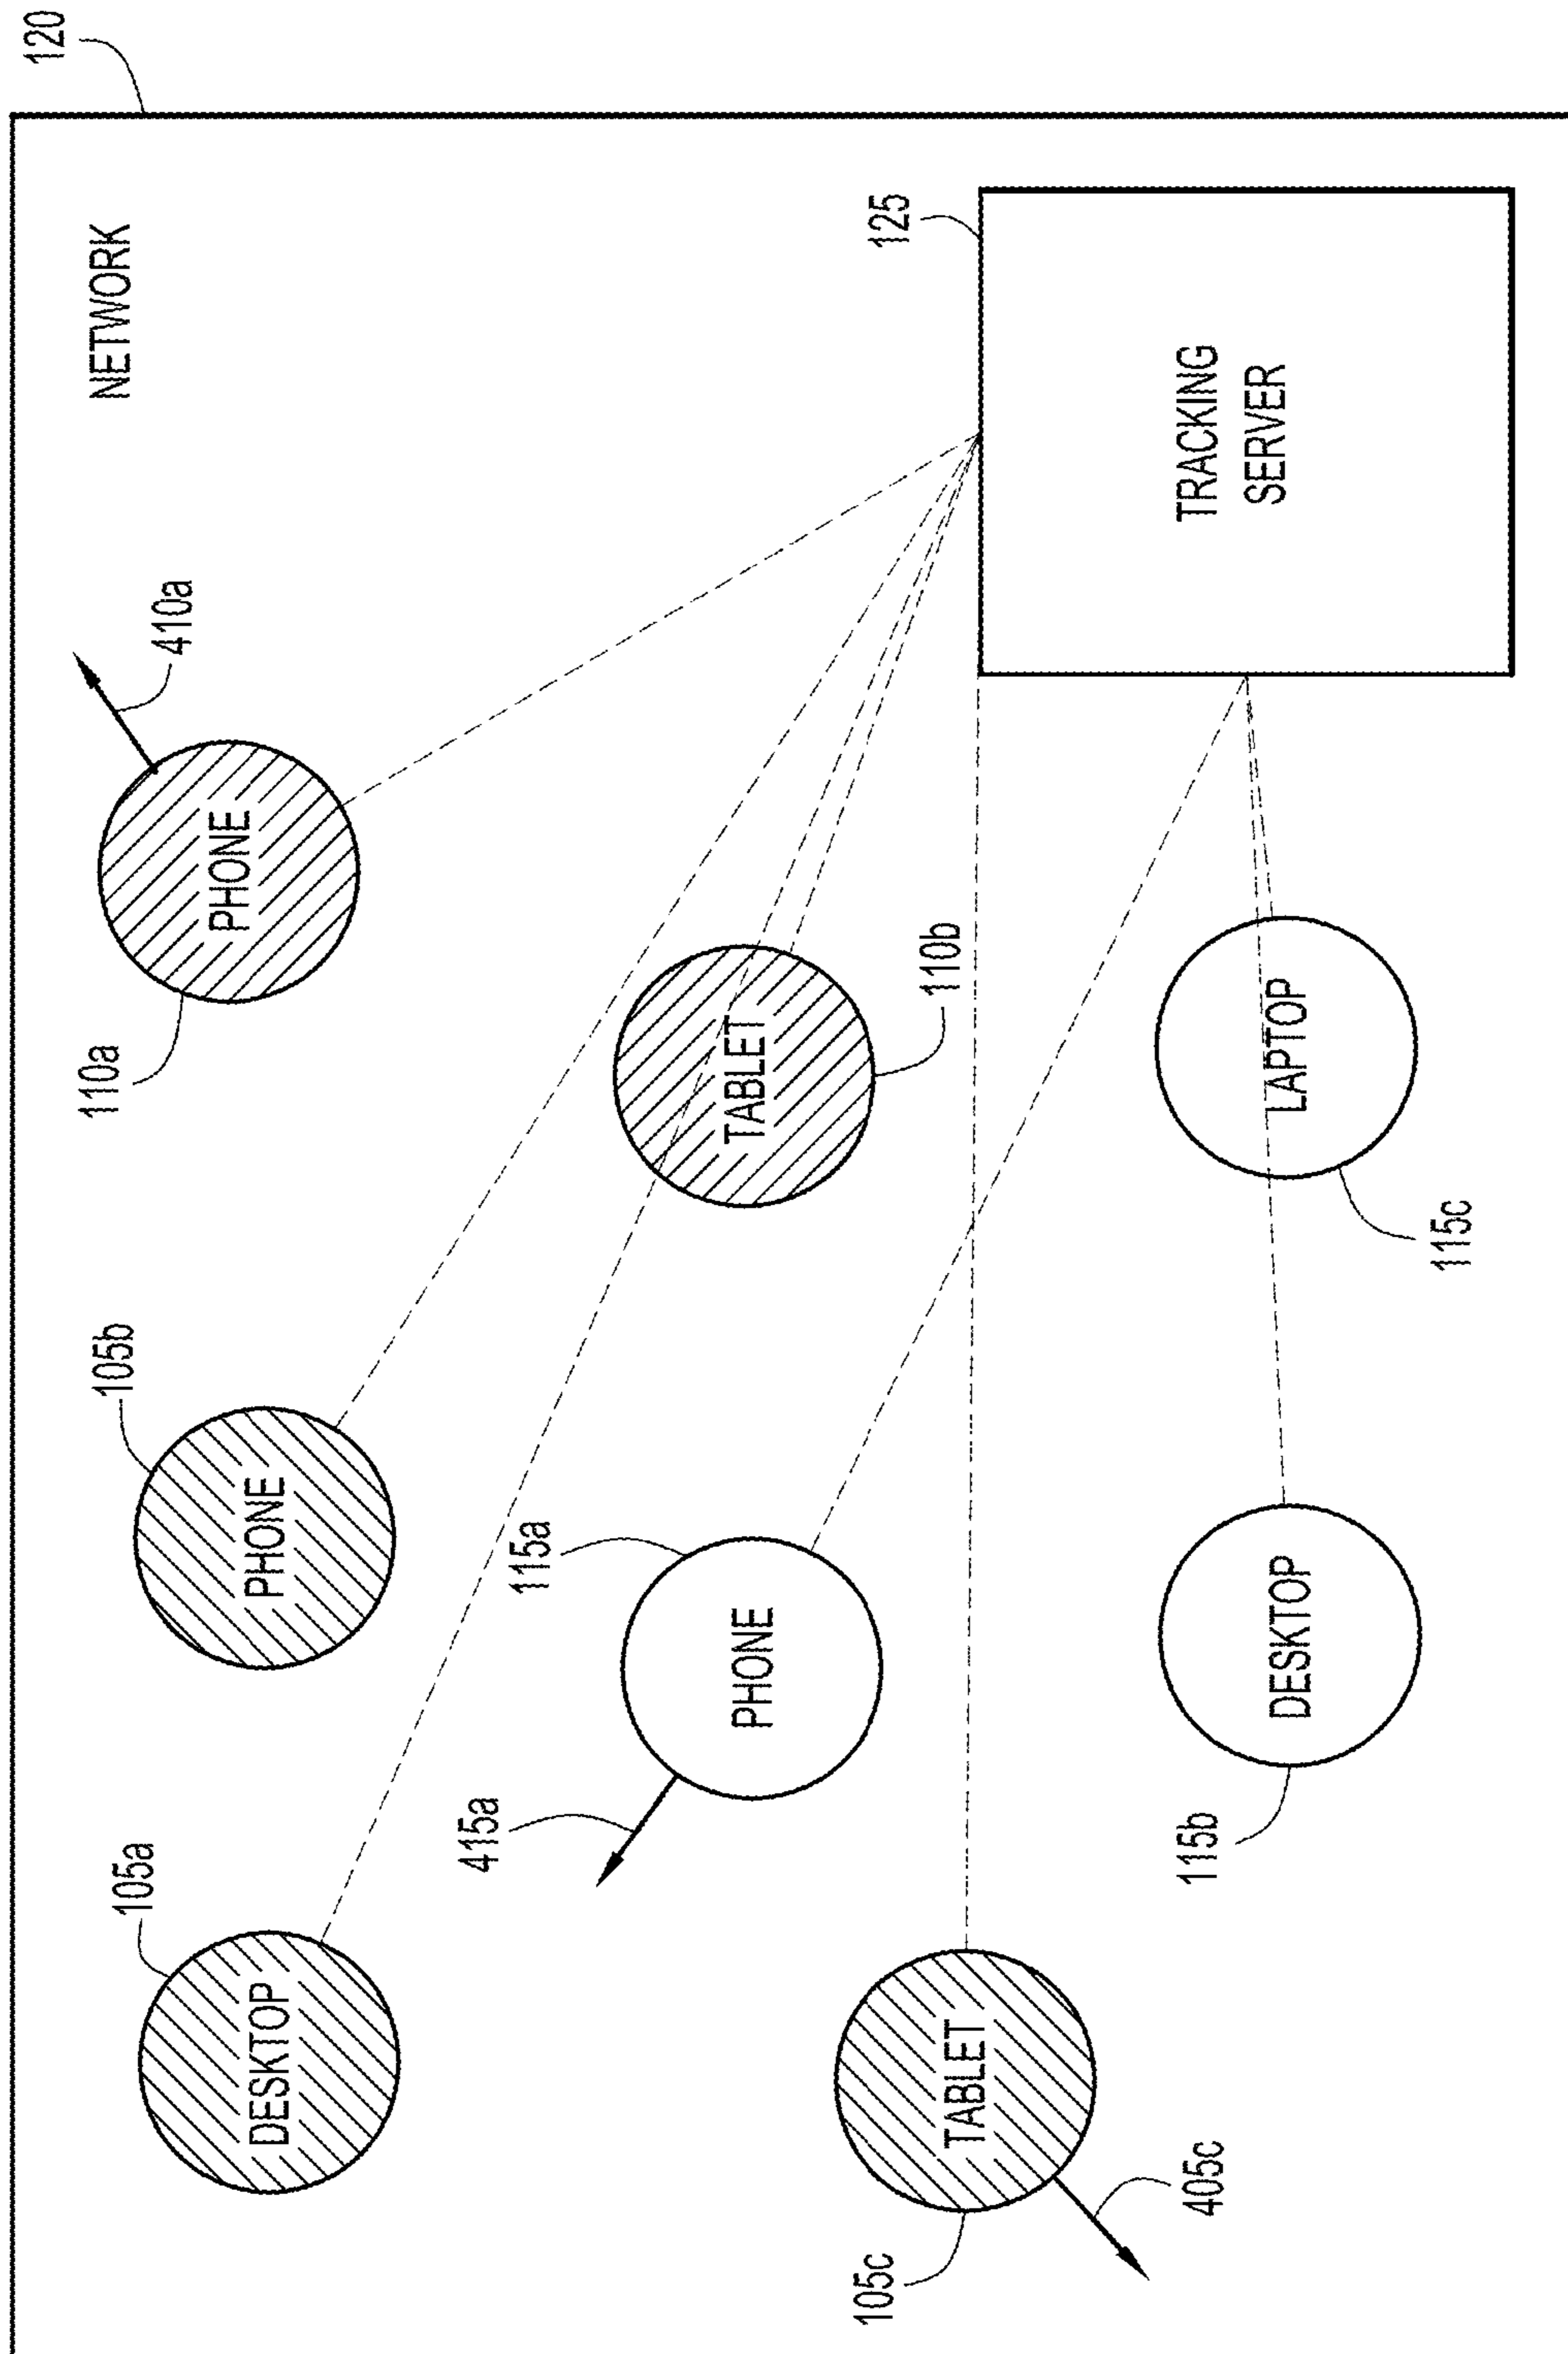 120
NETWORK
105a
105b
110a
410a
DESKTOP
PHONE
PHONE
415a
115a
PHONE
TABLET
105c
110b
125
TABLET
405c
115b
TRACKING
SERVER
DESKTOP
LAPTOP
115c